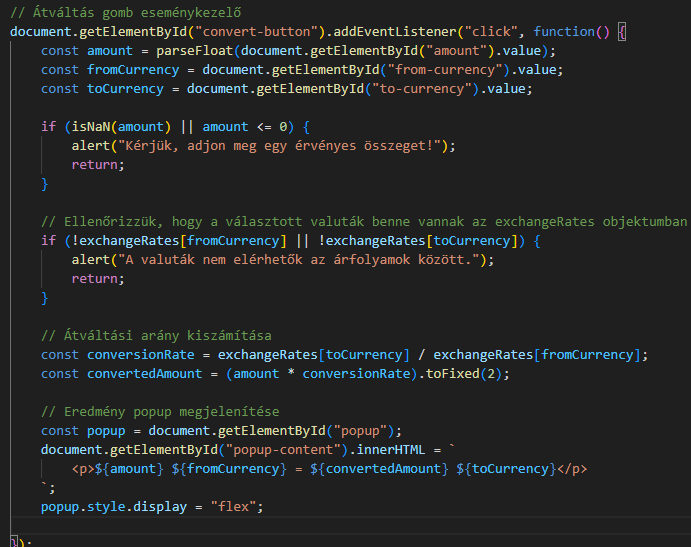 // Átváltás gomb eseménykezelő
document.getElementById("convert-button").addEventListener("click", function() {
    const amount = parseFloat(document.getElementById("amount").value);
    const fromCurrency = document.getElementById("from-currency").value;
    const toCurrency = document.getElementById("to-currency").value;
    if (isNaN(amount) || amount <= 0) {
        alert("Kérjük, adjon meg egy érvényes összeget!");
        return;
    }
    // Ellenőrizzük, hogy a választott valuták benne vannak az exchangeRates objektumban
    if (!exchangeRates[fromCurrency] || !exchangeRates[toCurrency]) {
        alert("A valuták nem elérhetők az árfolyamok között.");
        return;
    }
    // Átváltási arány kiszámítása
    const conversionRate = exchangeRates[toCurrency] / exchangeRates[fromCurrency];
    const convertedAmount = (amount * conversionRate).toFixed(2);
    // Eredmény popup megjelenítése
    const popup = document.getElementById("popup");
    document.getElementById("popup-content").innerHTML = `
        <p>${amount} ${fromCurrency} = ${convertedAmount} ${toCurrency}</p>
    `;
    popup.style.display = "flex";
});